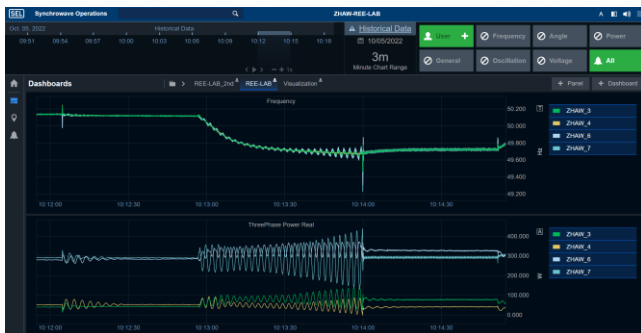 SEL Synchrowave Operations
ZHAW-REE-LAB
Oct. 05, 2022
Historical Data
09:51 09:54 09:57 10:00 10:03 10:06 10:09 10:12 10:15 10:18
+ 1s
Historical Data
10/05/2022
3m
Minute Chart Range
User +
Frequency
Angle
Power
General
Oscillation
Voltage
All
Dashboards
REE-LAB_2nd
REE-LAB
Visualization
+ Panel
+ Dashboard
Frequency
50.200
50.000
49.800
49.600
49.400
49.200
Hz
10:12:00 10:12:30 10:13:00 10:13:30 10:14:00 10:14:30
ZHAW_3
ZHAW_4
ZHAW_6
ZHAW_7
ThreePhase Power Real
400.000
300.000
200.000
100.000
0.000
W
10:12:00 10:12:30 10:13:00 10:13:30 10:14:00 10:14:30
ZHAW_3
ZHAW_4
ZHAW_6
ZHAW_7